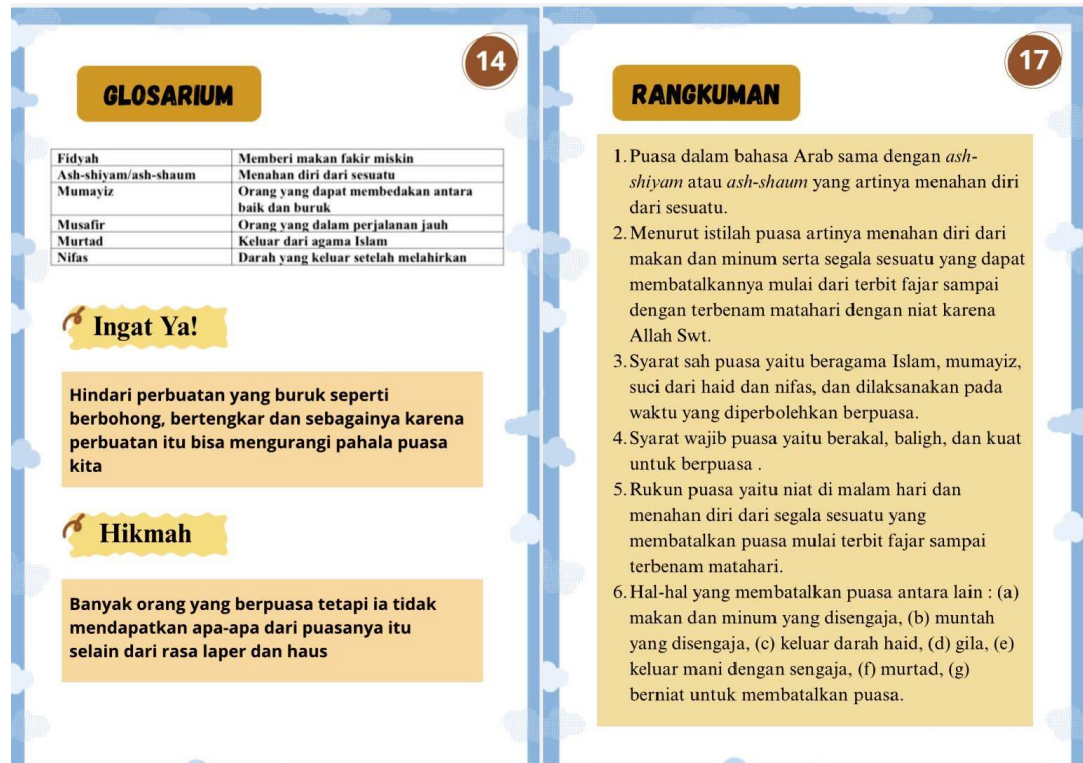 14
GLOSARIUM
Fidyah Memberi makan fakir miskin
Ash-shiyam/ash-shaum Menahan diri dari sesuatu
Mumayiz Orang yang dapat membedakan antara
baik dan buruk
Musafir Orang yang dalam perjalanan jauh
Murtad Keluar dari agama Islam
Nifas Darah yang keluar setelah melahirkan
Ingat Ya!
Hindari perbuatan yang buruk seperti
berbohong, bertengkar dan sebagainya karena
perbuatan itu bisa mengurangi pahala puasa
kita
Hikmah
Banyak orang yang berpuasa tetapi ia tidak
mendapatkan apa-apa dari puasanya itu
selain dari rasa laper dan haus
17
RANGKUMAN
1. Puasa dalam bahasa Arab sama dengan ash-
shiyam atau ash-shaum yang artinya menahan diri
dari sesuatu.
2. Menurut istilah puasa artinya menahan diri dari
makan dan minum serta segala sesuatu yang dapat
membatalkannya mulai dari terbit fajar sampai
dengan terbenam matahari dengan niat karena
Allah Swt.
3. Syarat sah puasa yaitu beragama Islam, mumayiz,
suci dari haid dan nifas, dan dilaksanakan pada
waktu yang diperbolehkan berpuasa.
4. Syarat wajib puasa yaitu berakal, baligh, dan kuat
untuk berpuasa .
5. Rukun puasa yaitu niat di malam hari dan
menahan diri dari segala sesuatu yang
membatalkan puasa mulai terbit fajar sampai
terbenam matahari.
6. Hal-hal yang membatalkan puasa antara lain : (a)
makan dan minum yang disengaja, (b) muntah
yang disengaja, (c) keluar darah haid, (d) gila, (e)
keluar mani dengan sengaja, (f) murtad, (g)
berniat untuk membatalkan puasa.